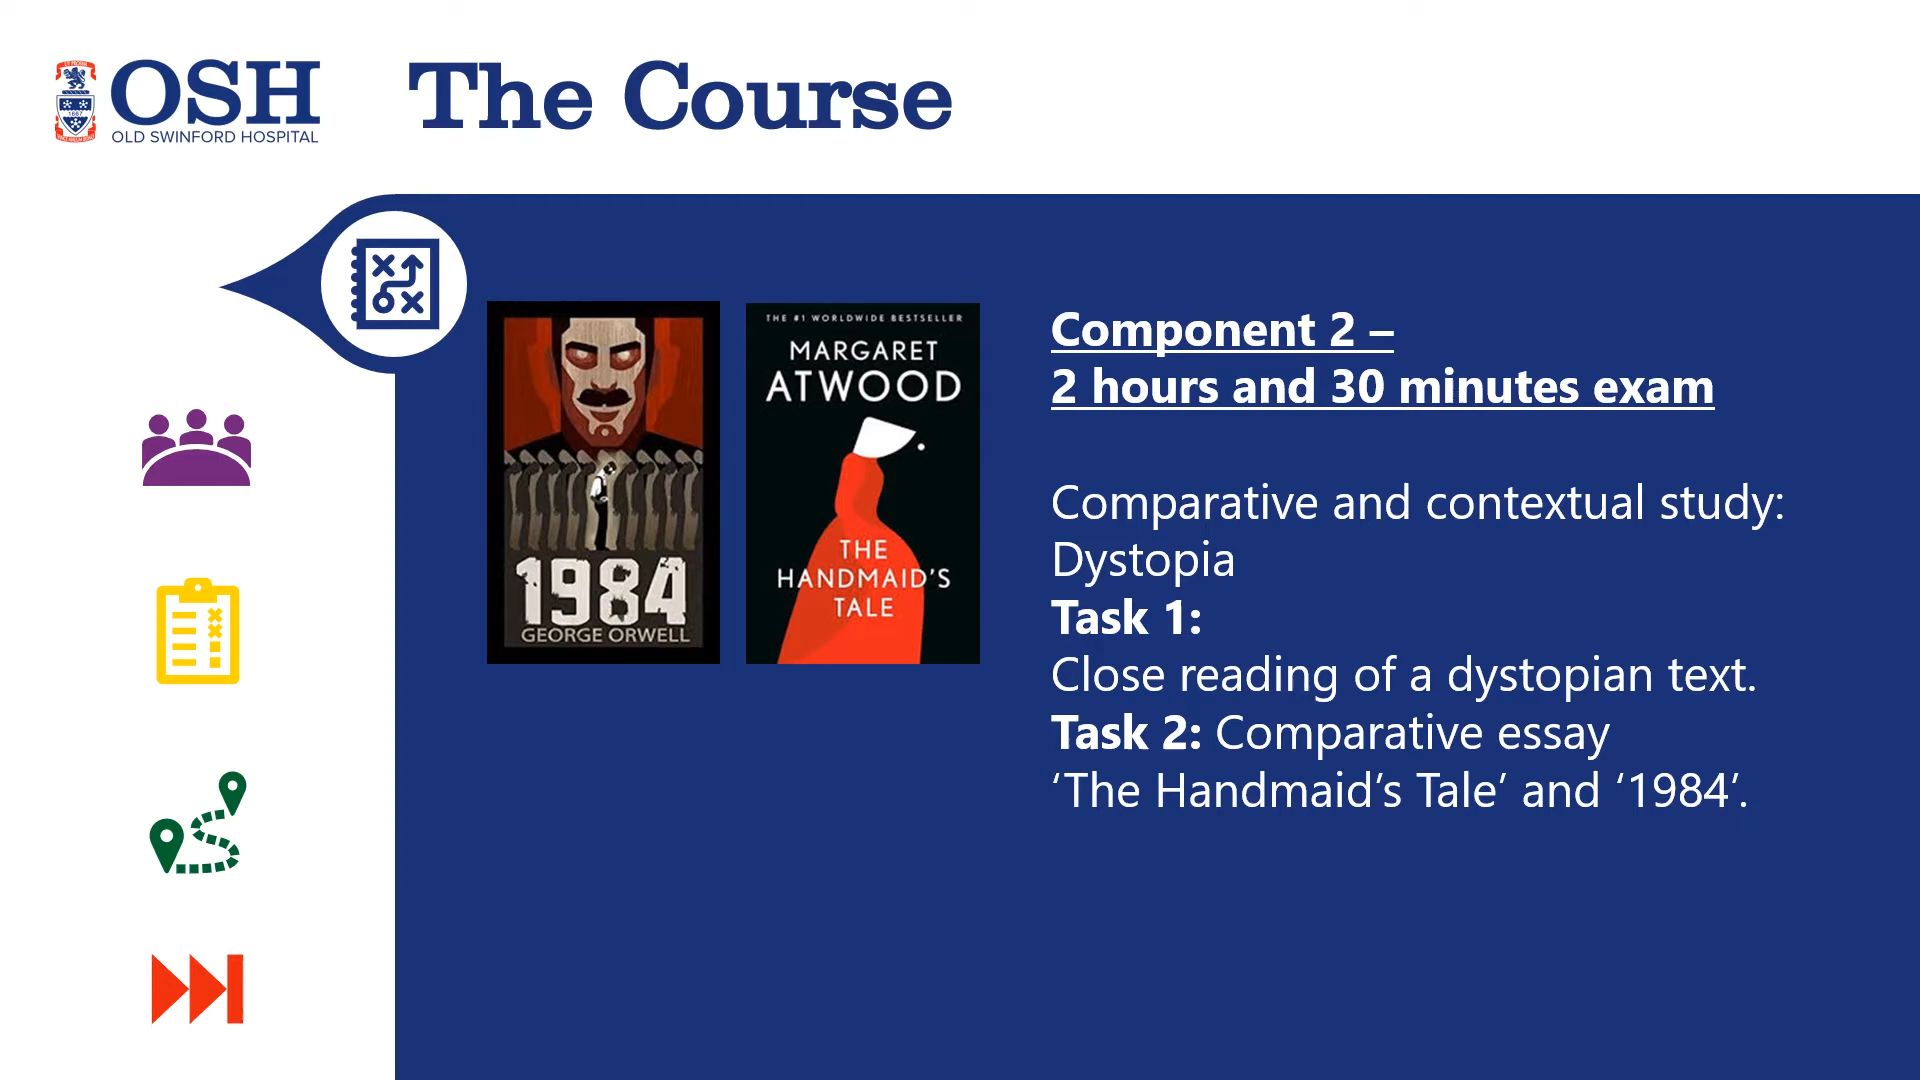 OSH
OLD SWINFORD HOSPITAL
1667
The Course
1984
GEORGE ORWELL
THE #1 WORLDWIDE BESTSELLER
MARGARET
ATWOOD
THE
HANDMAID'S
TALE
Component 2 –
2 hours and 30 minutes exam
Comparative and contextual study:
Dystopia
Task 1:
Close reading of a dystopian text.
Task 2: Comparative essay
‘The Handmaid’s Tale’ and ‘1984’.